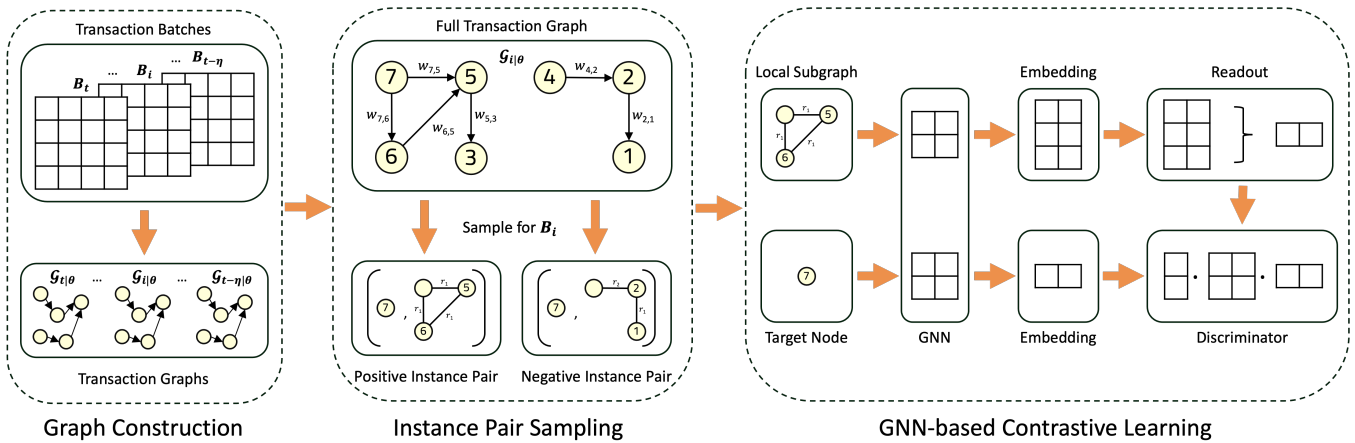 Transaction Batches
... ... B_{t−η}
B_i
B_t
𝒢_{t|θ} ... 𝒢_{i|θ} ... 𝒢_{t−η|θ}
Transaction Graphs
Graph Construction
Full Transaction Graph
𝒢_{i|θ}
7 w_{7,5} 5 4 w_{4,2} 2
w_{7,6} w_{6,5} w_{5,3} w_{2,1}
6 3 1
Sample for B_i
( 7 , r_1 5 r_1 r_1 6 )
( 7 , r_1 2 r_1 1 )
Positive Instance Pair
Negative Instance Pair
Instance Pair Sampling
Local Subgraph
Embedding
Readout
r_1 5
r_1 r_1
6
7
Target Node
GNN
Embedding
Discriminator
GNN-based Contrastive Learning